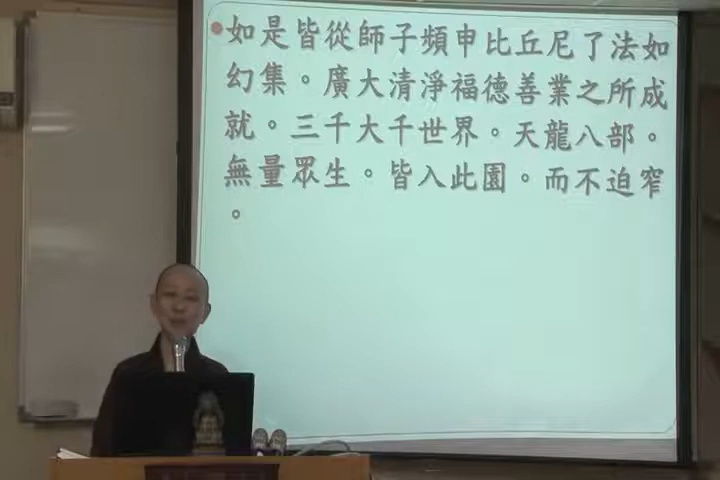 如是皆從師子頻申比丘尼了法如
幻集。廣大清淨福德善業之所成
就。三千大千世界。天龍八部。
無量眾生。皆入此園。而不迫窄
。